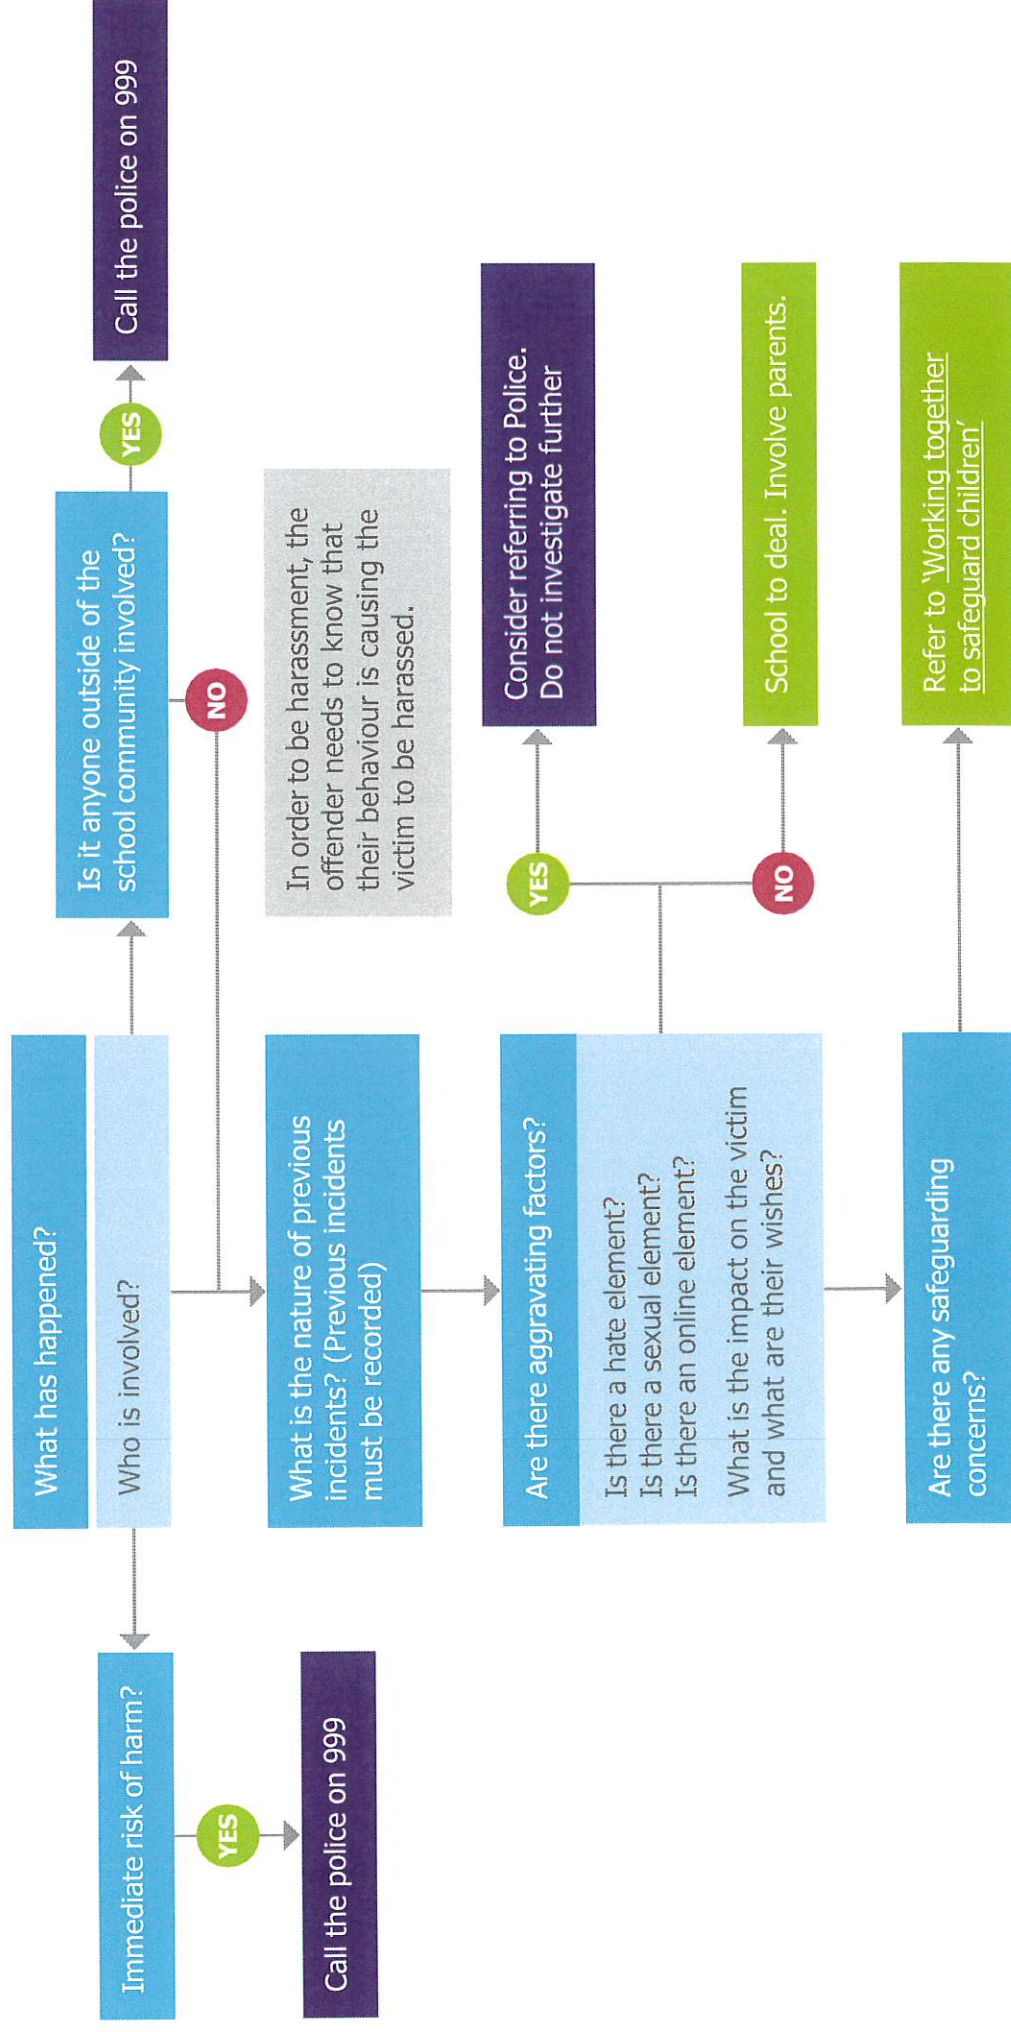 What has happened?
Who is involved?
Immediate risk of harm?
YES
Call the police on 999
Is it anyone outside of the
school community involved?
YES
Call the police on 999
NO
What is the nature of previous
incidents? (Previous incidents
must be recorded)
In order to be harassment, the
offender needs to know that
their behaviour is causing the
victim to be harassed.
Are there aggravating factors?
Is there a hate element?
Is there a sexual element?
Is there an online element?
What is the impact on the victim
and what are their wishes?
YES
Consider referring to Police.
Do not investigate further
NO
School to deal. Involve parents.
Are there any safeguarding
concerns?
Refer to ‘Working together
to safeguard children’